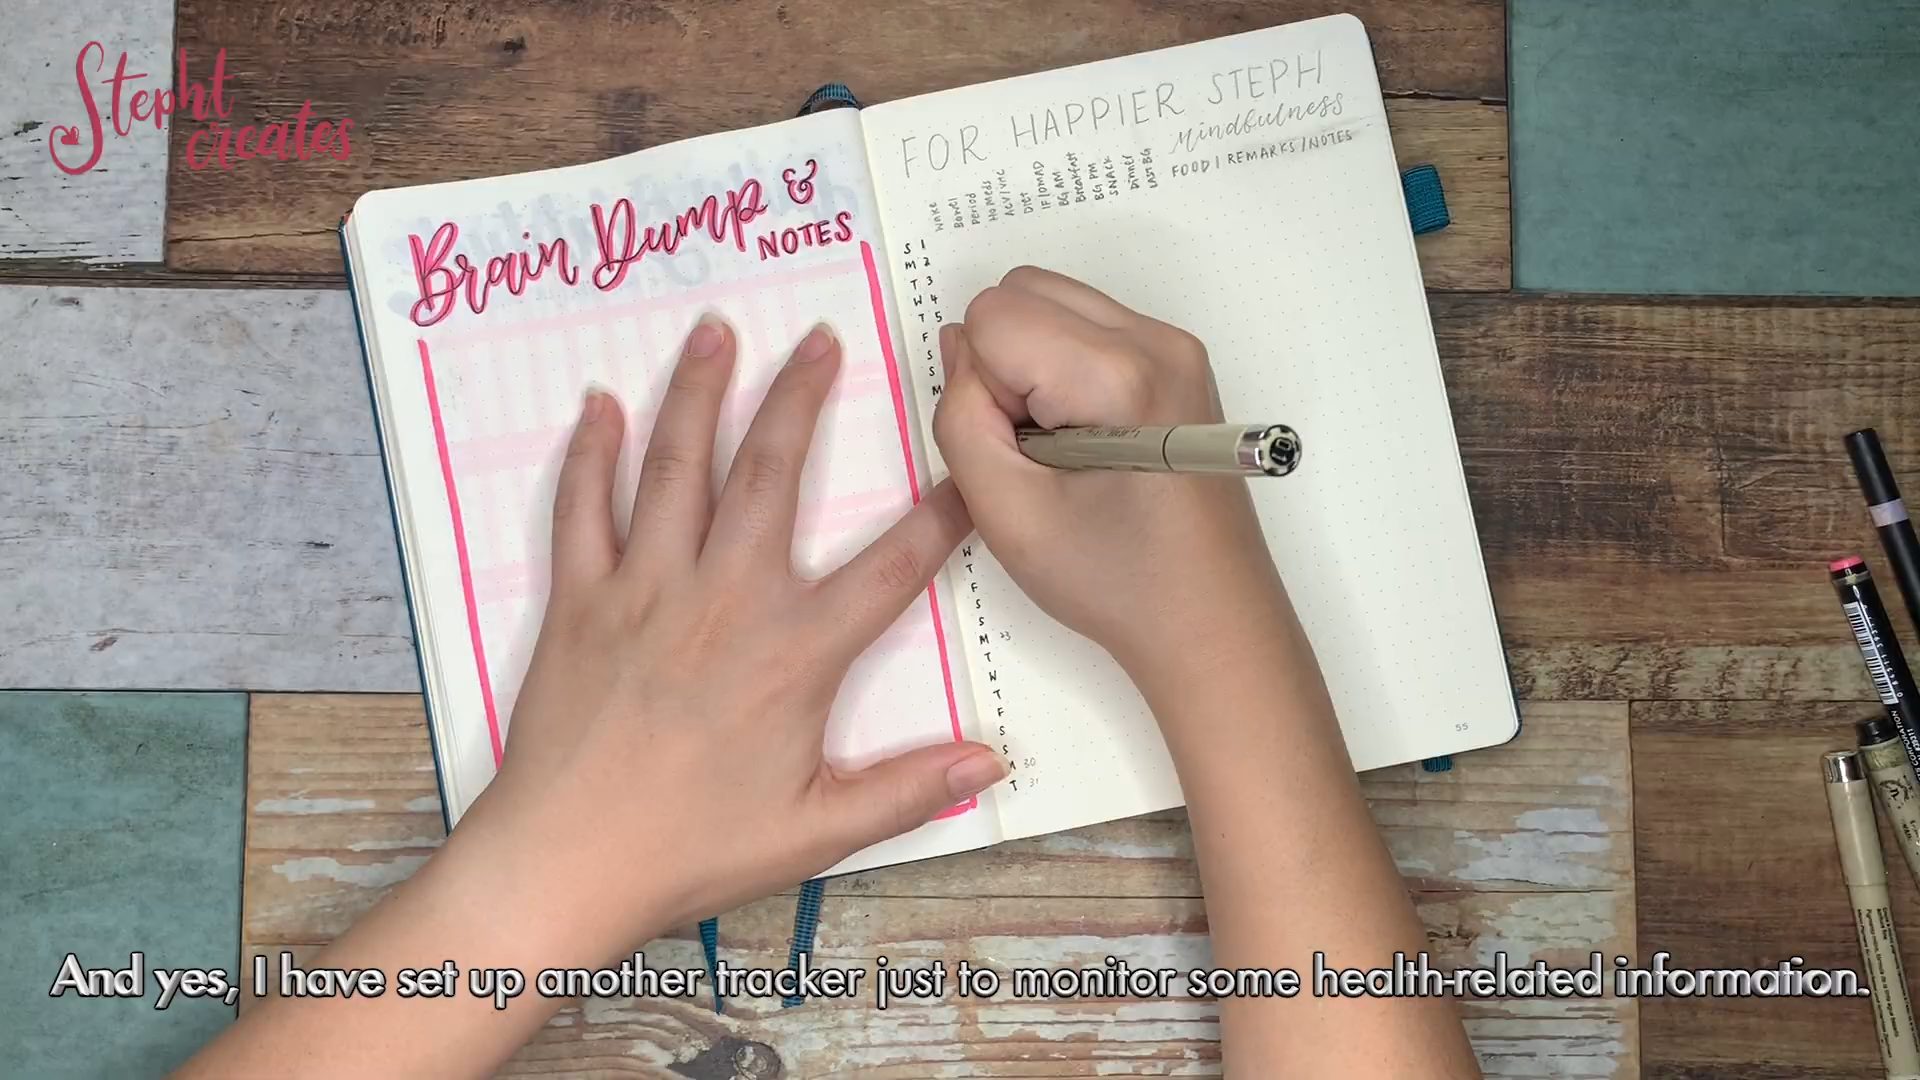 Stepht
creates
Brain Dump &
NOTES
FOR HAPPIER STEPH
mindfulness
FOOD | REMARKS / NOTES
Wake
Bowel
Period
HO Meds
ACV / VMC
Diet
IF / OMAD
BG AM
Breakfast
BG PM
SNACK
Dinner
Last BG
S 1
M 2
T 3
W 4
T 5
F
S
S
M
W
T
F
S
S
M 23
T
W
T
F
S
S
M 30
T 31
55
01
And yes, I have set up another tracker just to monitor some health-related information.